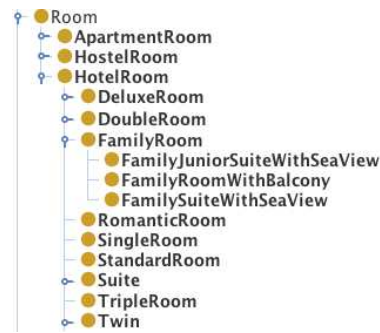 Room
ApartmentRoom
HostelRoom
HotelRoom
DeluxeRoom
DoubleRoom
FamilyRoom
FamilyJuniorSuiteWithSeaView
FamilyRoomWithBalcony
FamilySuiteWithSeaView
RomanticRoom
SingleRoom
StandardRoom
Suite
TripleRoom
Twin